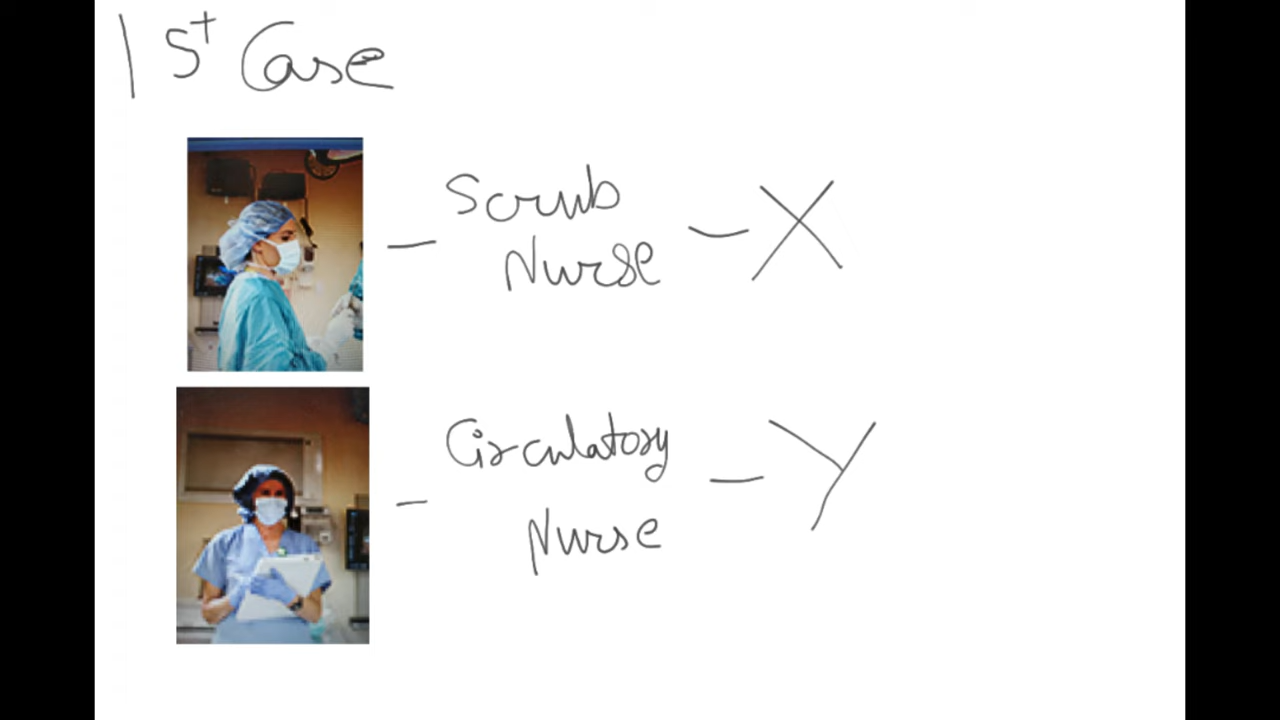 1st Case
- Scrub
Nurse - X
- Circulatory
Nurse - Y